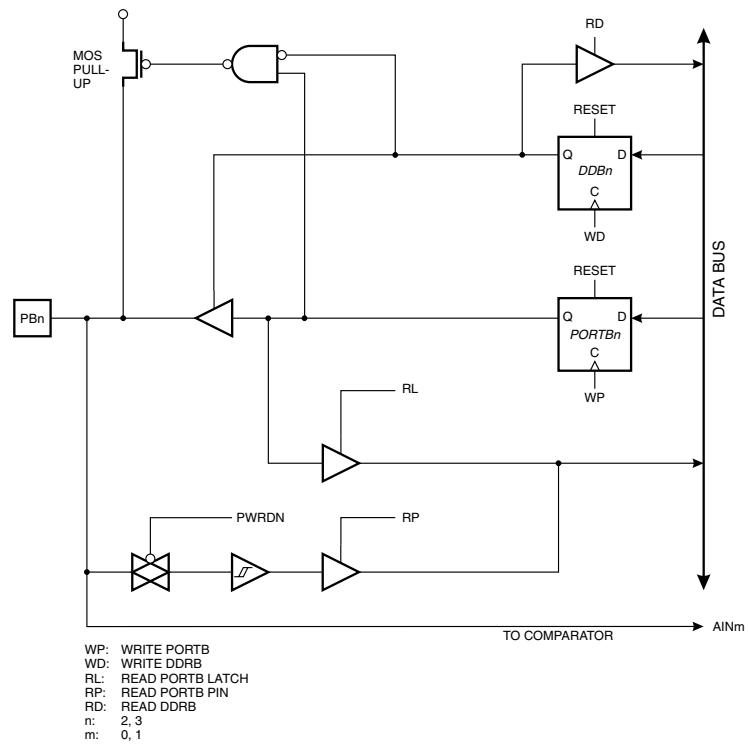 RD
MOS
PULL-
UP
RESET
Q D
DDBn
C
WD
DATA BUS
RESET
PBn
Q D
PORTBn
C
WP
RL
PWRDN
RP
TO COMPARATOR
AINm
WP: WRITE PORTB
WD: WRITE DDRB
RL: READ PORTB LATCH
RP: READ PORTB PIN
RD: READ DDRB
n: 2, 3
m: 0, 1